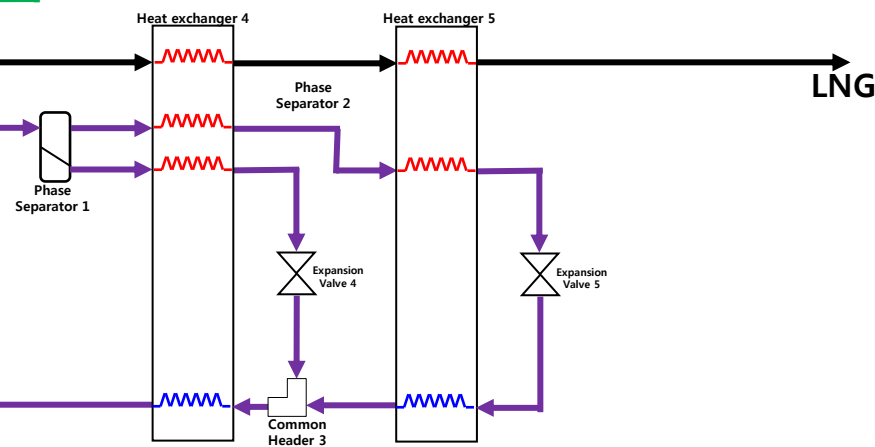 Heat exchanger 4
Heat exchanger 5
Phase
Separator 2
LNG
Phase
Separator 1
Expansion
Valve 4
Expansion
Valve 5
Common
Header 3